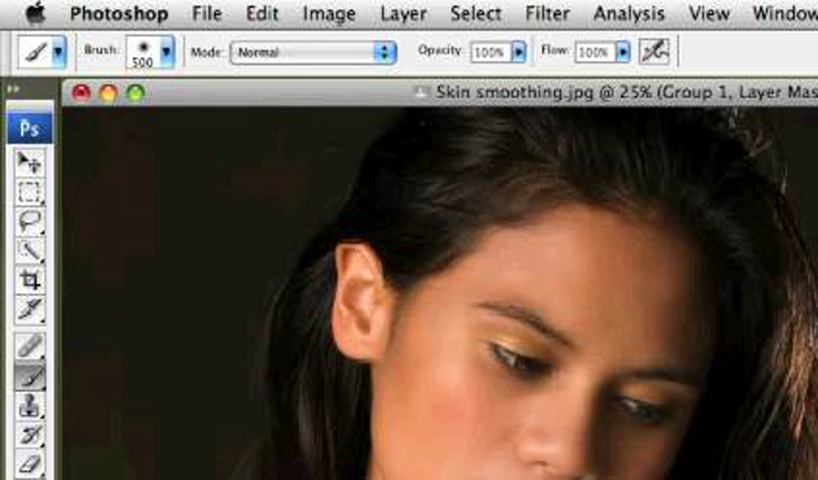 Photoshop File Edit Image Layer Select Filter Analysis View Window
Brush: 500 Mode: Normal Opacity: 100% Flow: 100%
Skin smoothing.jpg @ 25% (Group 1, Layer Mas
Ps